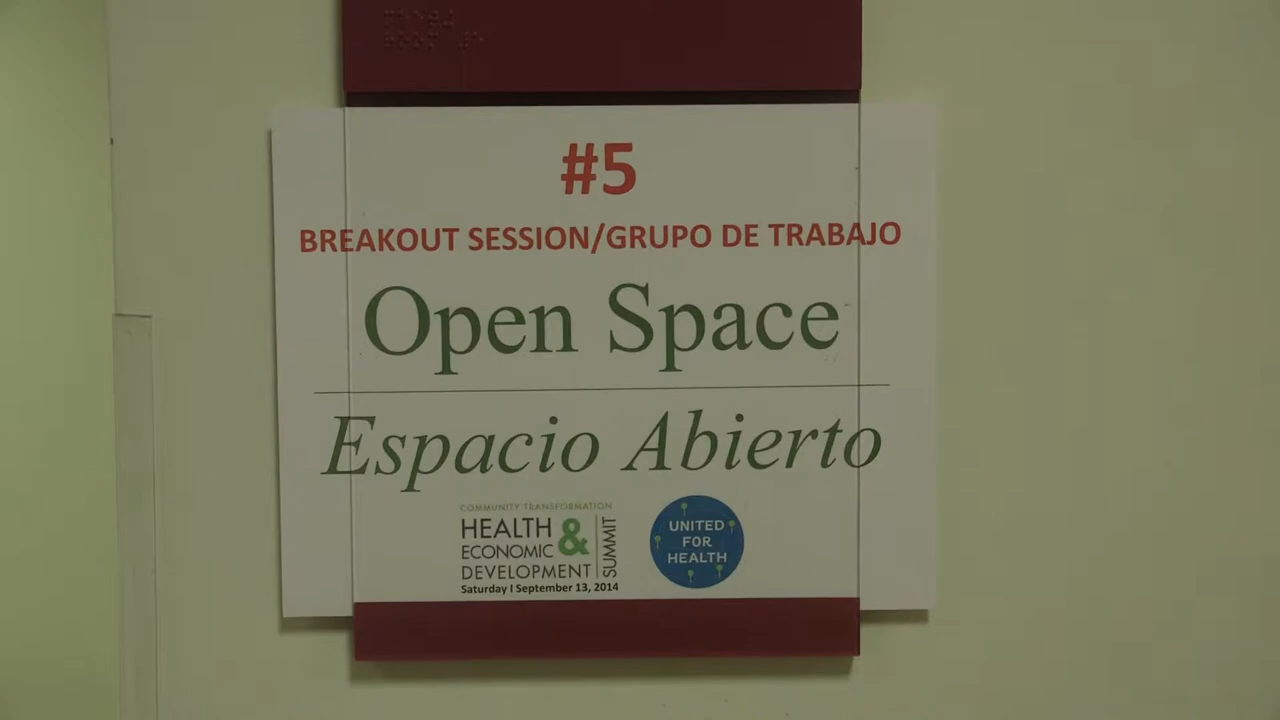 #5
BREAKOUT SESSION/GRUPO DE TRABAJO
Open Space
Espacio Abierto
COMMUNITY TRANSFORMATION
HEALTH &
ECONOMIC
DEVELOPMENT
SUMMIT
Saturday I September 13, 2014
UNITED
FOR
HEALTH